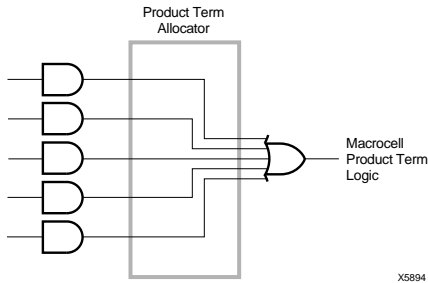 Product Term
Allocator
Macrocell
Product Term
Logic
X5894